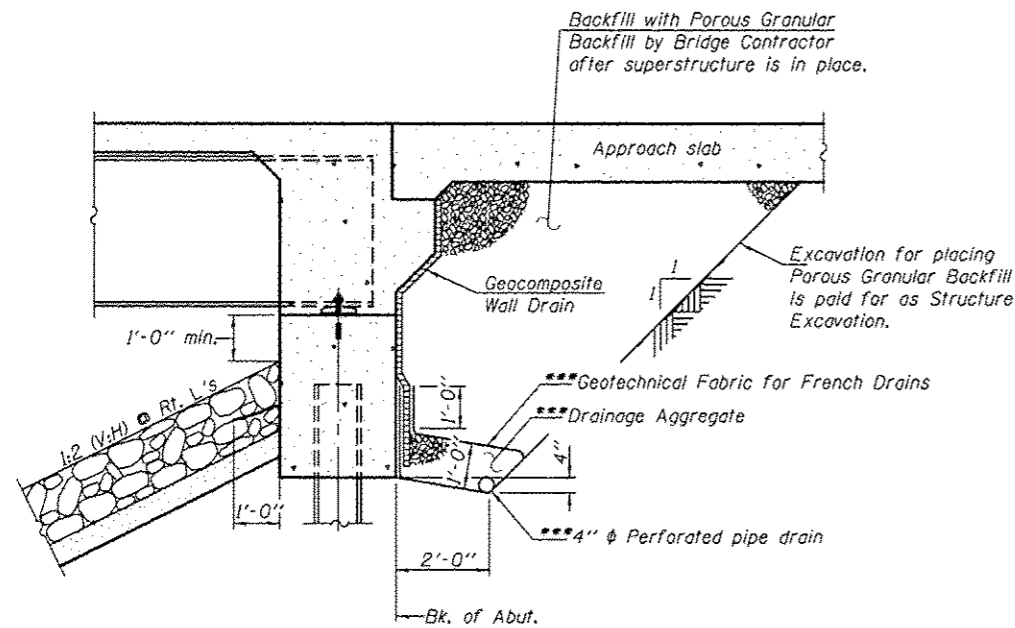 Backfill with Porous Granular
Backfill by Bridge Contractor
after superstructure is in place.
Approach slab
Geocomposite
Wall Drain
Excavation for placing
Porous Granular Backfill
is paid for as Structure
Excavation.
1
1
1'-0" min.
1:2 (V:H) @ Rt. L's
1'-0"
***Geotechnical Fabric for French Drains
***Drainage Aggregate
1'-0"
4"
1'-0"
***4" ϕ Perforated pipe drain
2'-0"
Bk. of Abut.